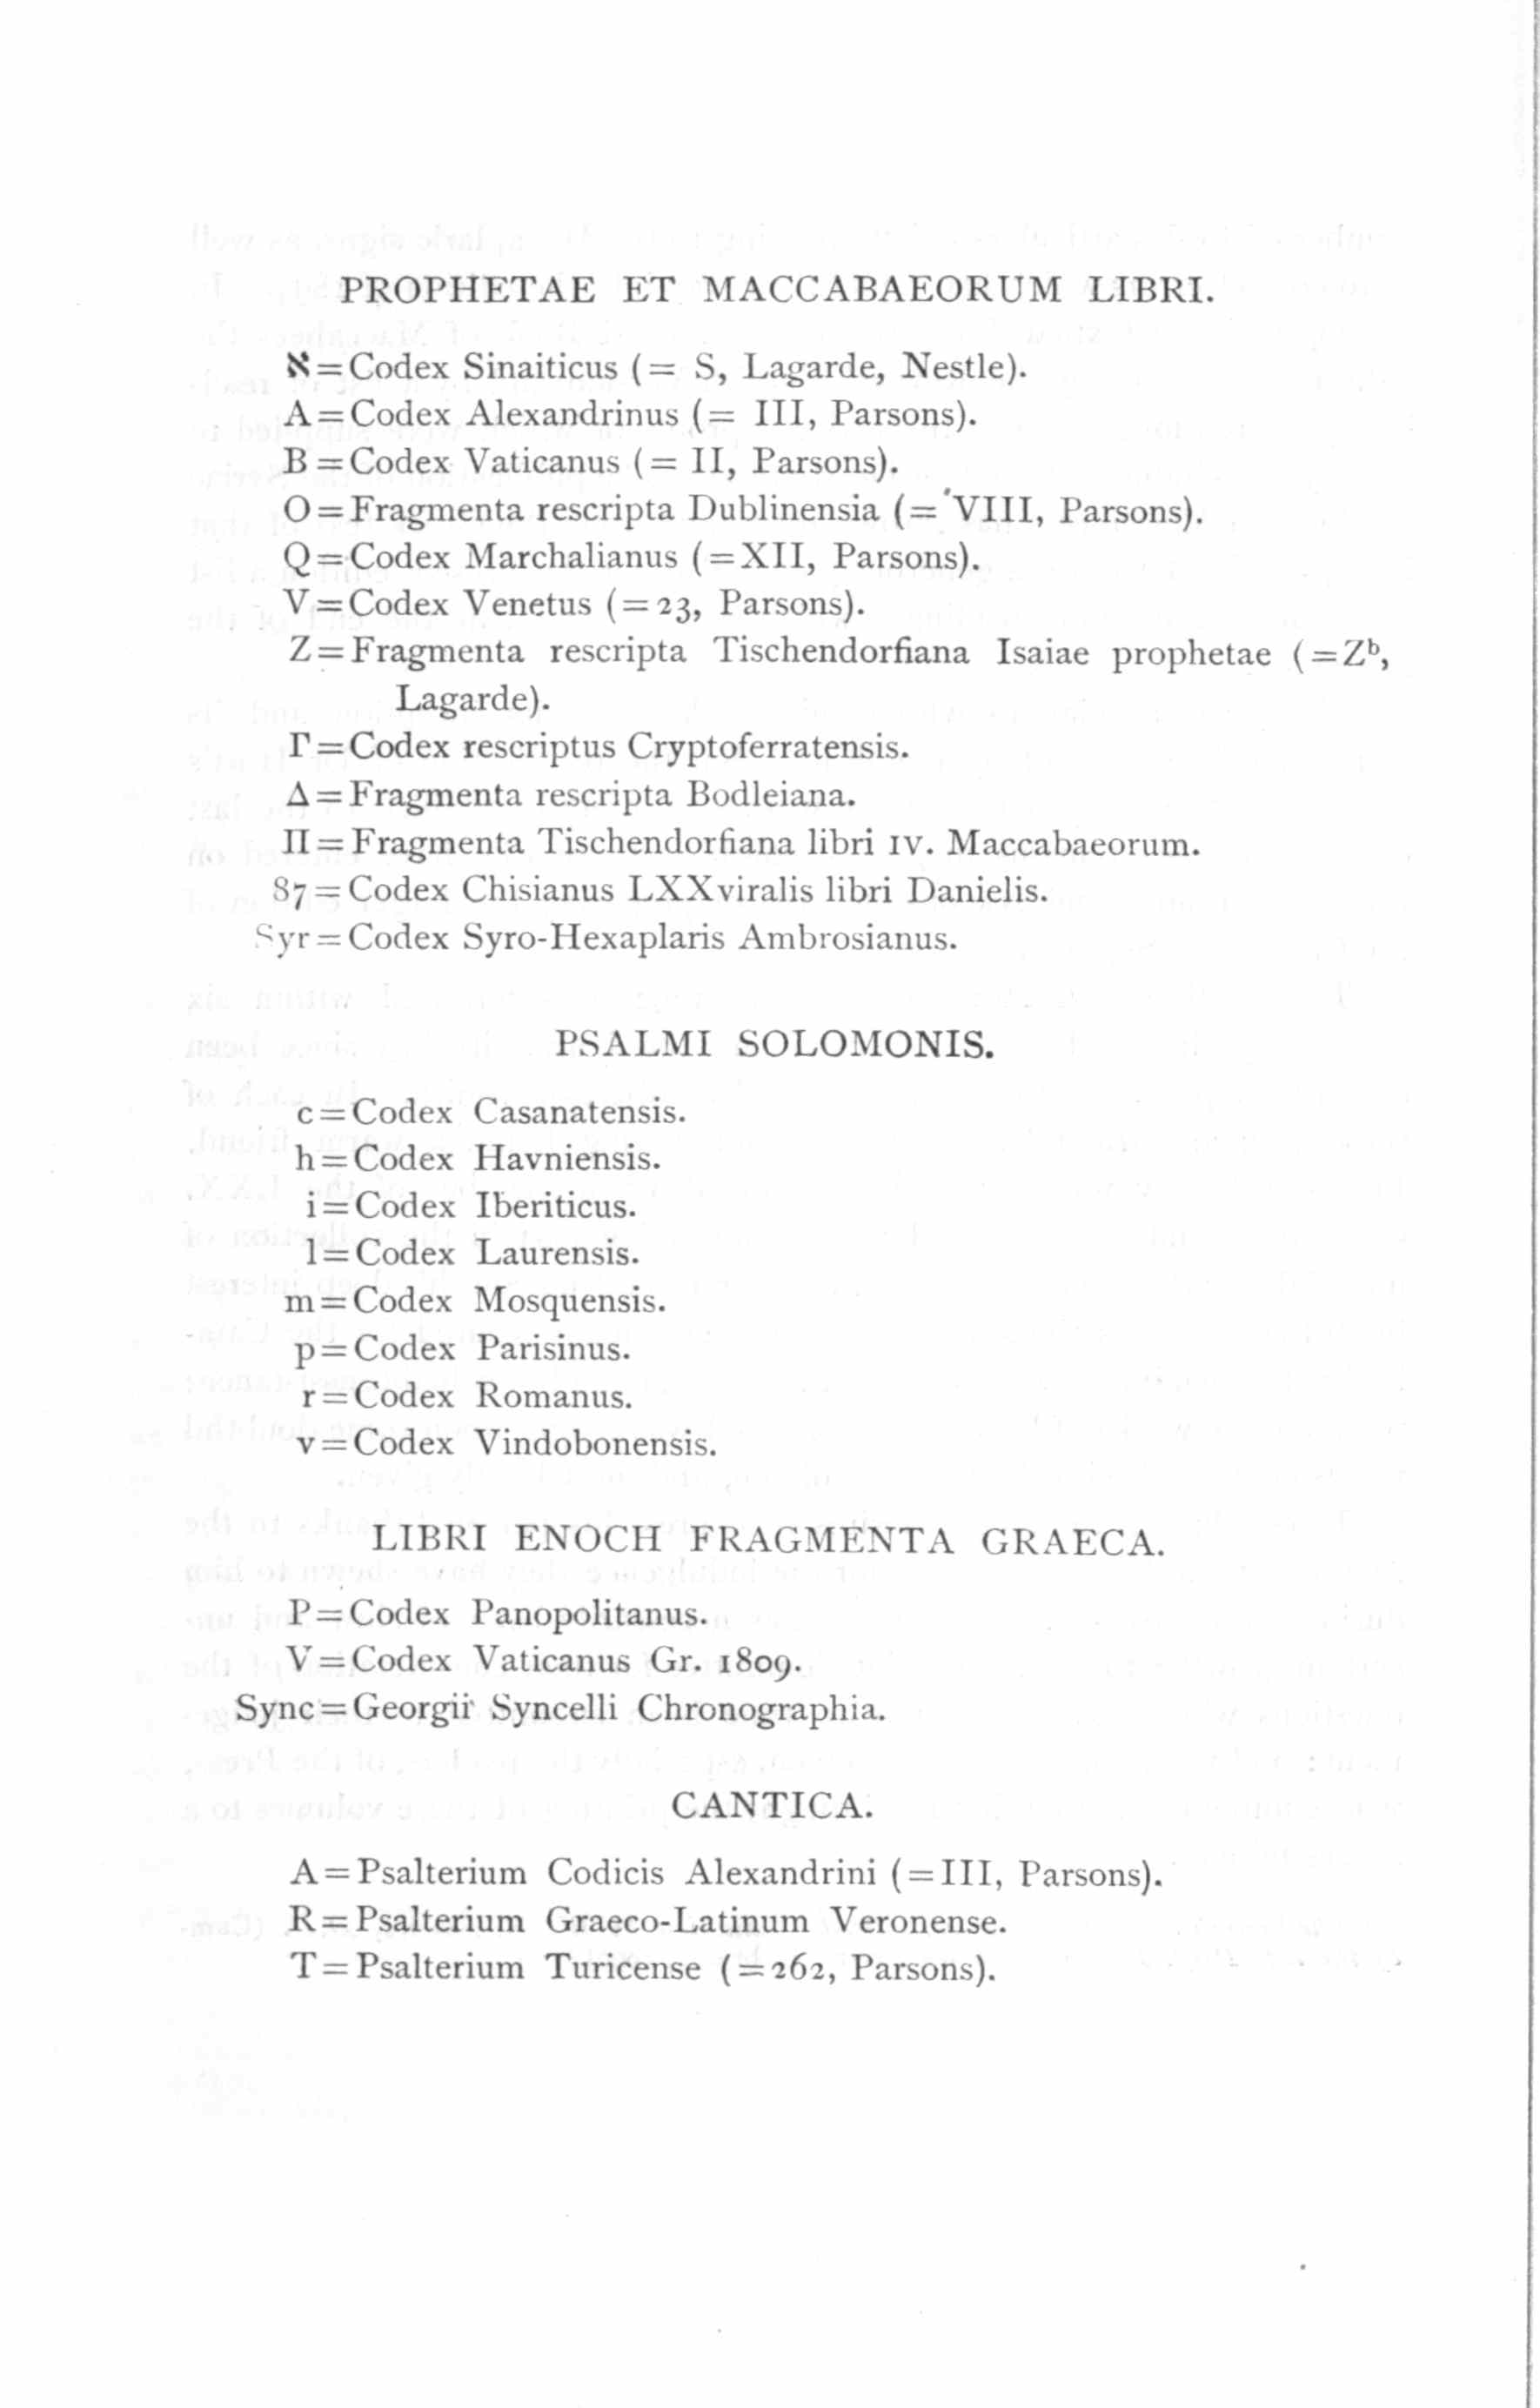 PROPHETAE ET MACCABAEORUM LIBRI.
א=Codex Sinaiticus (= S, Lagarde, Nestle).
A=Codex Alexandrinus (= III, Parsons).
B=Codex Vaticanus (= II, Parsons).
O=Fragmenta rescripta Dublinensia (= VIII, Parsons).
Q=Codex Marchalianus (=XII, Parsons).
V=Codex Venetus (=23, Parsons).
Z=Fragmenta rescripta Tischendorfiana Isaiae prophetae (=Zᵇ,
Lagarde).
Γ=Codex rescriptus Cryptoferratensis.
Δ=Fragmenta rescripta Bodleiana.
Π=Fragmenta Tischendorfiana libri IV. Maccabaeorum.
87=Codex Chisianus LXXviralis libri Danielis.
Syr=Codex Syro-Hexaplaris Ambrosianus.
PSALMI SOLOMONIS.
c=Codex Casanatensis.
h=Codex Havniensis.
i=Codex Iberiticus.
l=Codex Laurensis.
m=Codex Mosquensis.
p=Codex Parisinus.
r=Codex Romanus.
v=Codex Vindobonensis.
LIBRI ENOCH FRAGMENTA GRAECA.
P=Codex Panopolitanus.
V=Codex Vaticanus Gr. 1809.
Sync=Georgii Syncelli Chronographia.
CANTICA.
A=Psalterium Codicis Alexandrini (=III, Parsons).
R=Psalterium Graeco-Latinum Veronense.
T=Psalterium Turicense (=262, Parsons).